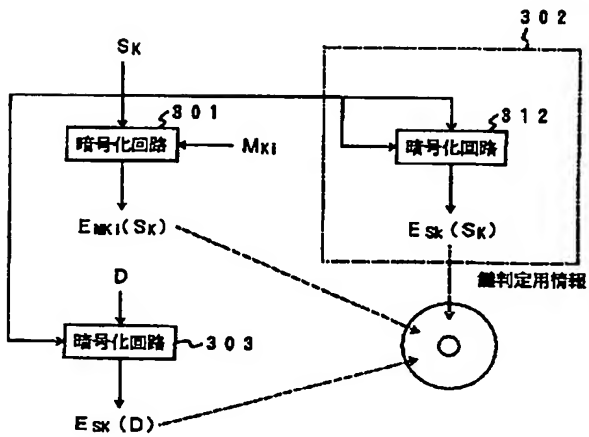 302
SK
301
312
暗号化回路
MKi
暗号化回路
EMKi(SK)
ESk(SK)
鍵判定用情報
D
暗号化回路
303
ESK(D)